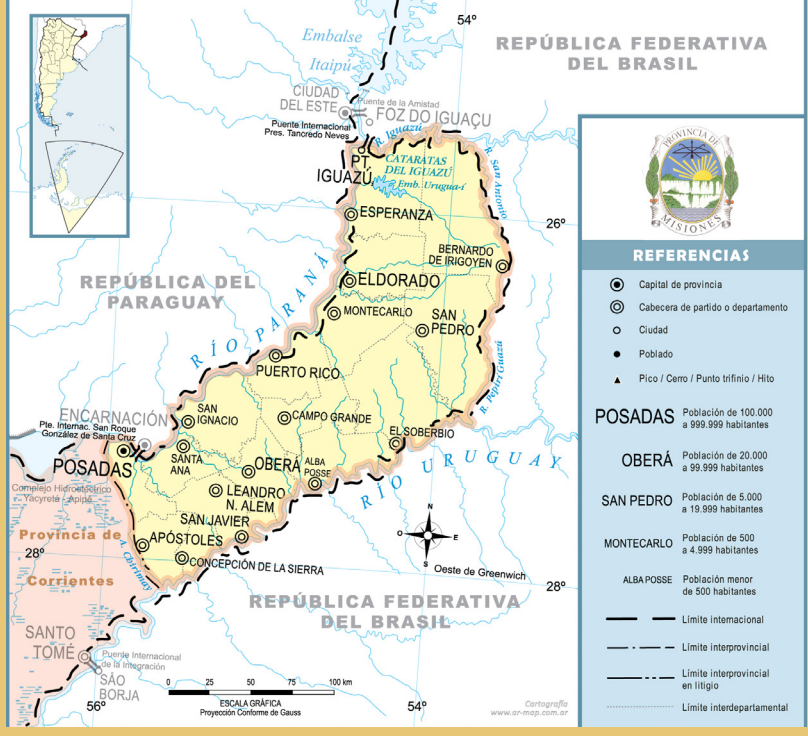 54º
Embalse
Itaipú
REPÚBLICA FEDERATIVA
DEL BRASIL
CIUDAD
DEL ESTE
Puente de la Amistad
FOZ DO IGUAÇU
Puente Internacional
Pres. Tancredo Neves
R. Iguazú
PT.
IGUAZÚ
CATARATAS
DEL IGUAZÚ
Emb. Urugua-í
R. San Antonio
ESPERANZA
26º
BERNARDO
DE IRIGOYEN
REPÚBLICA DEL
PARAGUAY
RÍO PARANÁ
ELDORADO
MONTECARLO
SAN
PEDRO
R. Pepirí Guazú
PUERTO RICO
ENCARNACIÓN
Pte. Internac. San Roque
González de Santa Cruz
SAN
IGNACIO
CAMPO GRANDE
EL SOBERBIO
POSADAS
SANTA
ANA
OBERÁ
ALBA
POSSE
RÍO URUGUAY
Complejo Hidroeléctrico
Yacyretá - Apipé
LEANDRO
N. ALEM
SAN JAVIER
Provincia de
Corrientes
28º
A. Chirimay
APÓSTOLES
CONCEPCIÓN DE LA SIERRA
N
O
E
S
Oeste de Greenwich
28º
REPÚBLICA FEDERATIVA
DEL BRASIL
SANTO
TOMÉ
Puente Internacional
de la Integración
SÃO
BORJA
56º
0 25 50 75 100 km
ESCALA GRÁFICA
Proyección Conforme de Gauss
54º
Cartografía
www.ar-map.com.ar
PROVINCIA DE
MISIONES
REFERENCIAS
Capital de provincia
Cabecera de partido o departamento
Ciudad
Poblado
Pico / Cerro / Punto trifinio / Hito
POSADAS Población de 100.000
a 999.999 habitantes
OBERÁ Población de 20.000
a 99.999 habitantes
SAN PEDRO Población de 5.000
a 19.999 habitantes
MONTECARLO Población de 500
a 4.999 habitantes
ALBA POSSE Población menor
de 500 habitantes
Límite internacional
Límite interprovincial
Límite interprovincial
en litigio
Límite interdepartamental